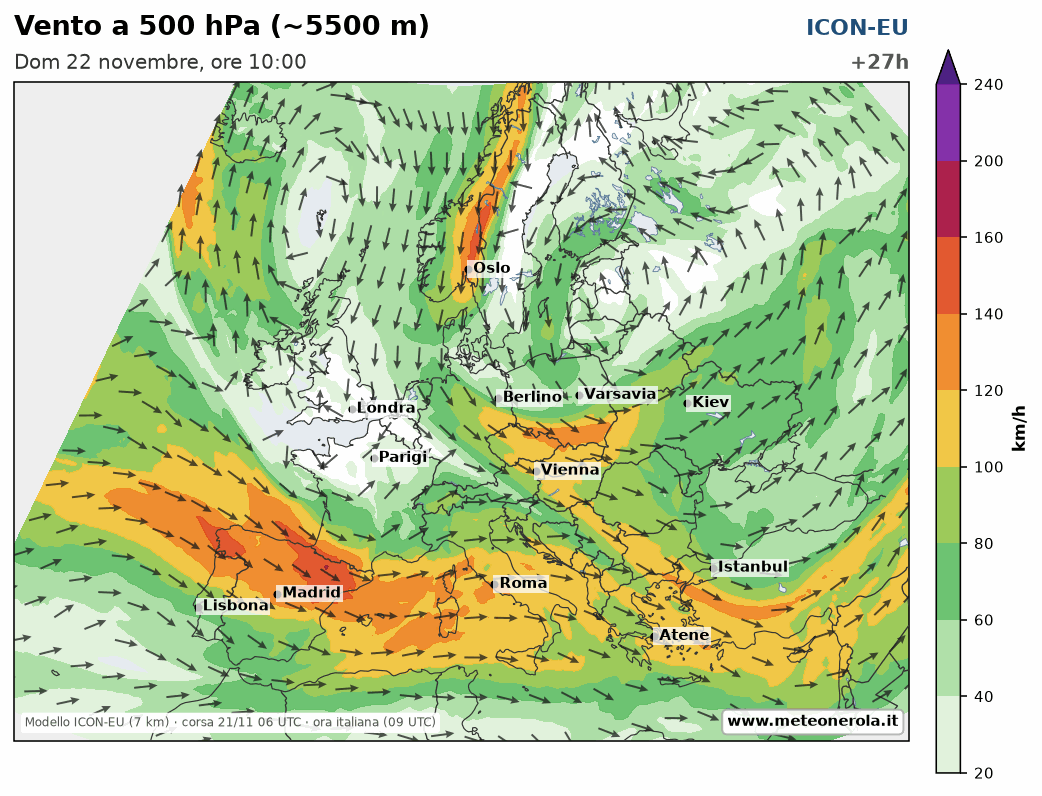 Vento a 500 hPa (~5500 m)
ICON-EU
Dom 22 novembre, ore 10:00
+27h
240
200
160
140
120
100
80
60
40
20
km/h
Oslo
Berlino
Varsavia
Kiev
Londra
Parigi
Vienna
Istanbul
Roma
Madrid
Lisbona
Atene
Modello ICON-EU (7 km) · corsa 21/11 06 UTC · ora italiana (09 UTC)
www.meteonerola.it